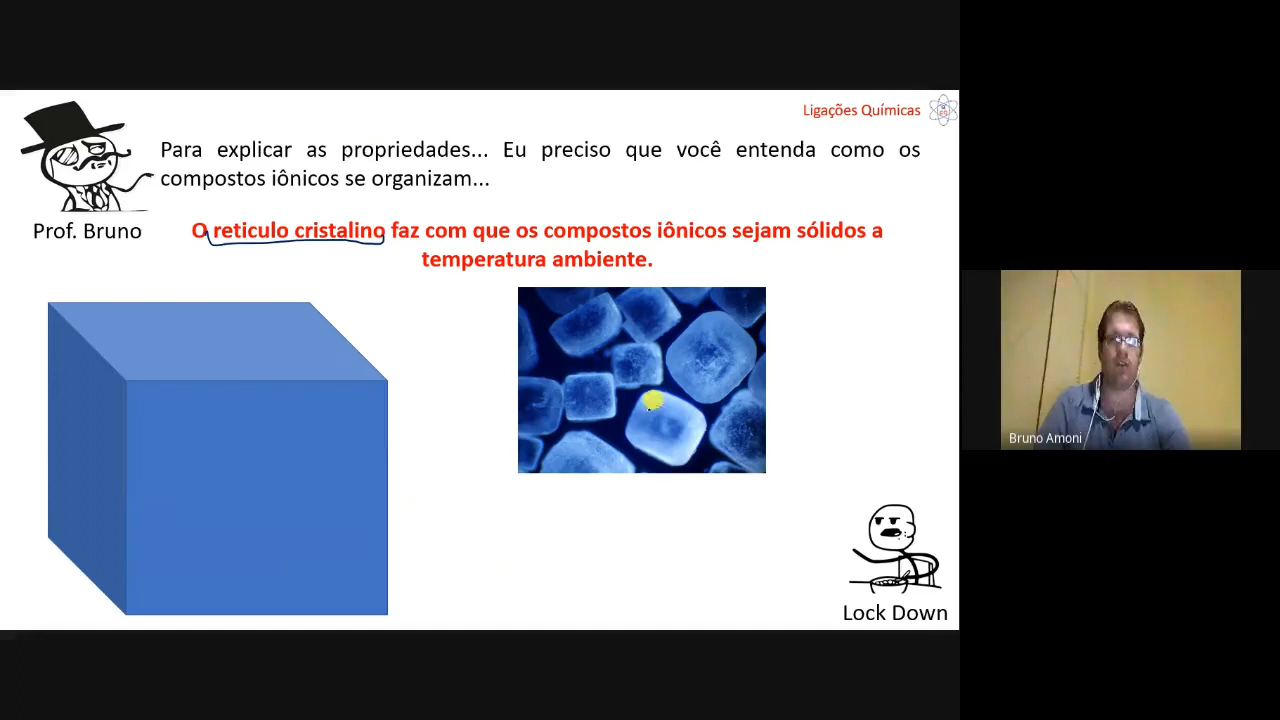 Ligações Químicas
Para explicar as propriedades... Eu preciso que você entenda como os
compostos iônicos se organizam...
Prof. Bruno
O reticulo cristalino faz com que os compostos iônicos sejam sólidos a
temperatura ambiente.
Bruno Amoni
Lock Down